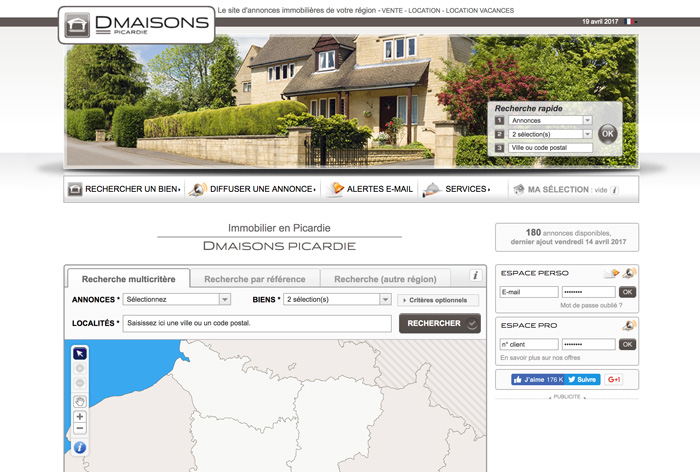 DMAISONS
PICARDIE
Le site d'annonces immobilières de votre région - VENTE - LOCATION - LOCATION VACANCES
19 avril 2017
Recherche rapide
1 Annonces
2 2 sélection(s)
3 Ville ou code postal
OK
RECHERCHER UN BIEN
DIFFUSER UNE ANNONCE
ALERTES E-MAIL
SERVICES
MA SÉLECTION : vide i
Immobilier en Picardie
DMAISONS PICARDIE
180 annonces disponibles,
dernier ajout vendredi 14 avril 2017
Recherche multicritère
Recherche par référence
Recherche (autre région)
i
ANNONCES * Sélectionnez
BIENS * 2 sélection(s)
Critères optionnels
LOCALITÉS * Saisissez ici une ville ou un code postal.
RECHERCHER
ESPACE PERSO
E-mail
••••••••
OK
Mot de passe oublié ?
ESPACE PRO
n° client
••••••••
OK
En savoir plus sur nos offres
J'aime 176 K
Suivre
G+1
PUBLICITE
+
−
i